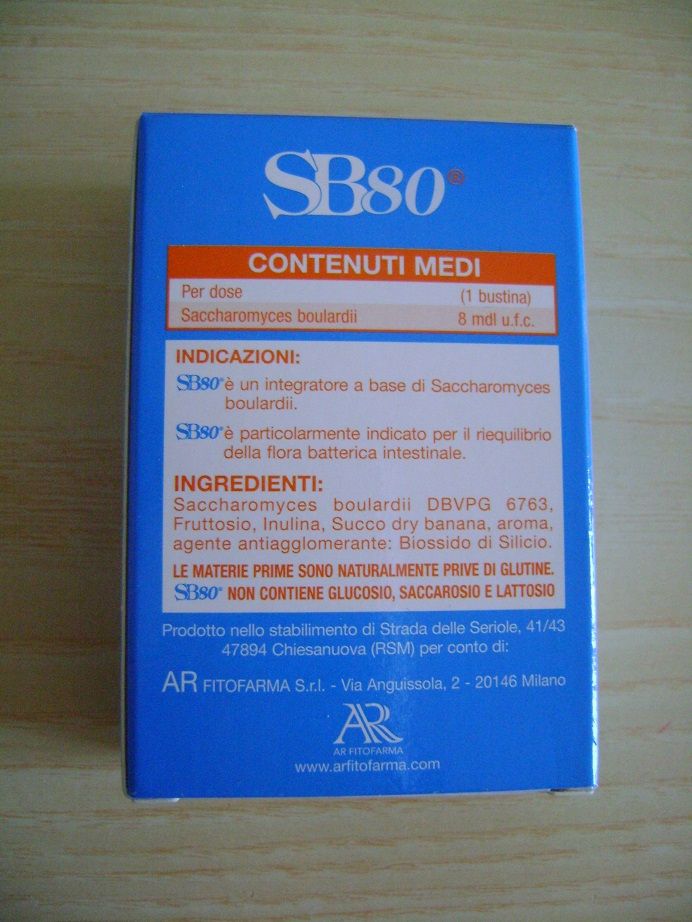 SB80®
CONTENUTI MEDI
Per dose (1 bustina)
Saccharomyces boulardii 8 mdl u.f.c.
INDICAZIONI:
SB80® è un integratore a base di Saccharomyces
boulardii.
SB80® è particolarmente indicato per il riequilibrio
della flora batterica intestinale.
INGREDIENTI:
Saccharomyces boulardii DBVPG 6763,
Fruttosio, Inulina, Succo dry banana, aroma,
agente antiagglomerante: Biossido di Silicio.
LE MATERIE PRIME SONO NATURALMENTE PRIVE DI GLUTINE.
SB80® NON CONTIENE GLUCOSIO, SACCAROSIO E LATTOSIO
Prodotto nello stabilimento di Strada delle Seriole, 41/43
47894 Chiesanuova (RSM) per conto di:
AR FITOFARMA S.r.l. - Via Anguissola, 2 - 20146 Milano
AR
AR FITOFARMA
www.arfitofarma.com